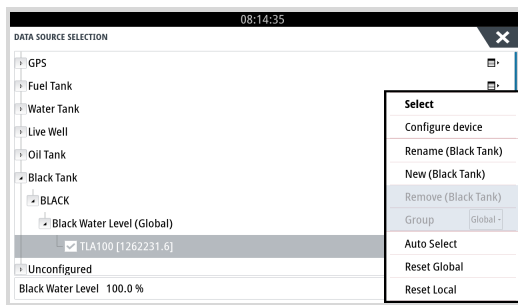 08:14:35
DATA SOURCE SELECTION
GPS
Fuel Tank
Water Tank
Live Well
Oil Tank
Black Tank
BLACK
Black Water Level (Global)
TLA100 [1262231.6]
Unconfigured
Black Water Level 100.0 %
Select
Configure device
Rename (Black Tank)
New (Black Tank)
Remove (Black Tank)
Group Global
Auto Select
Reset Global
Reset Local